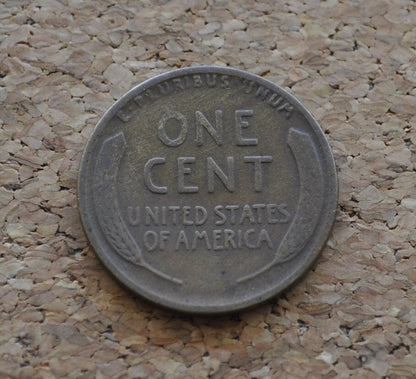 E·PLURIBUS·UNUM
ONE
CENT
UNITED STATES
OF AMERICA